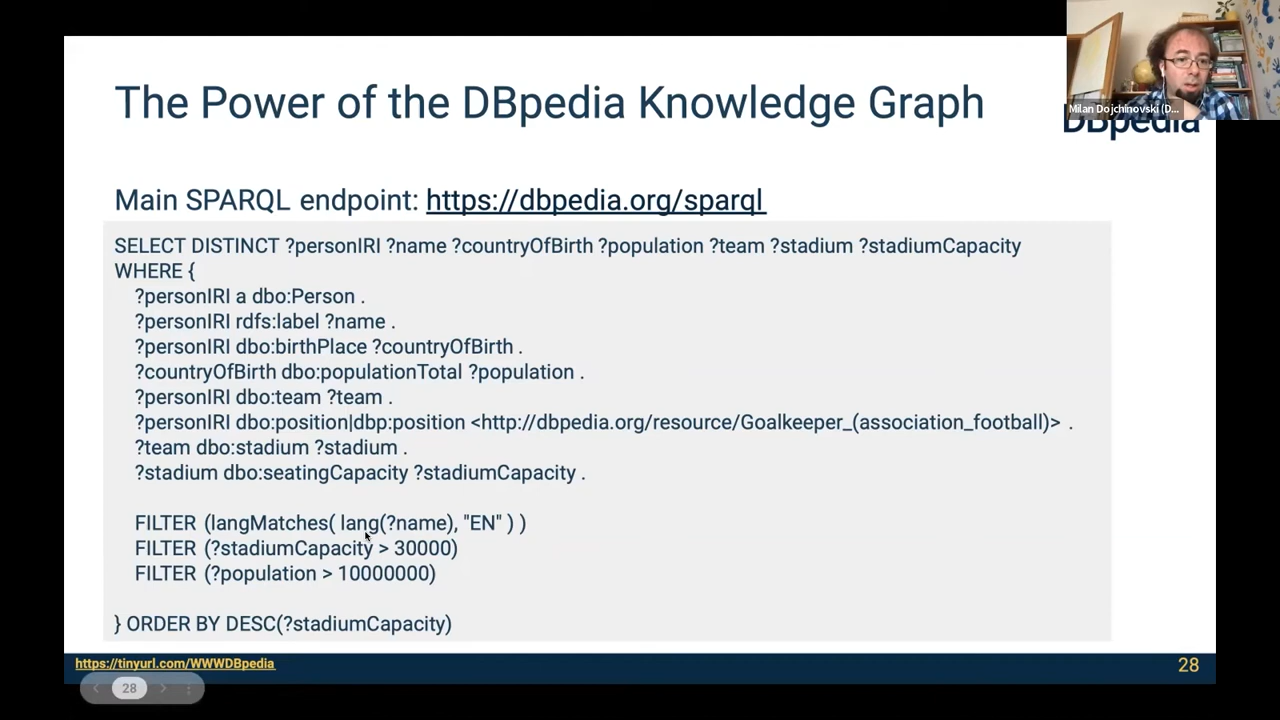 The Power of the DBpedia Knowledge Graph
Milan Dojchinovski (D...
DBpedia
Main SPARQL endpoint: https://dbpedia.org/sparql
SELECT DISTINCT ?personIRI ?name ?countryOfBirth ?population ?team ?stadium ?stadiumCapacity
WHERE {
?personIRI a dbo:Person .
?personIRI rdfs:label ?name .
?personIRI dbo:birthPlace ?countryOfBirth .
?countryOfBirth dbo:populationTotal ?population .
?personIRI dbo:team ?team .
?personIRI dbo:position|dbp:position <http://dbpedia.org/resource/Goalkeeper_(association_football)> .
?team dbo:stadium ?stadium .
?stadium dbo:seatingCapacity ?stadiumCapacity .
FILTER (langMatches( lang(?name), "EN" ) )
FILTER (?stadiumCapacity > 30000)
FILTER (?population > 10000000)
} ORDER BY DESC(?stadiumCapacity)
https://tinyurl.com/WWWDBpedia
28
28